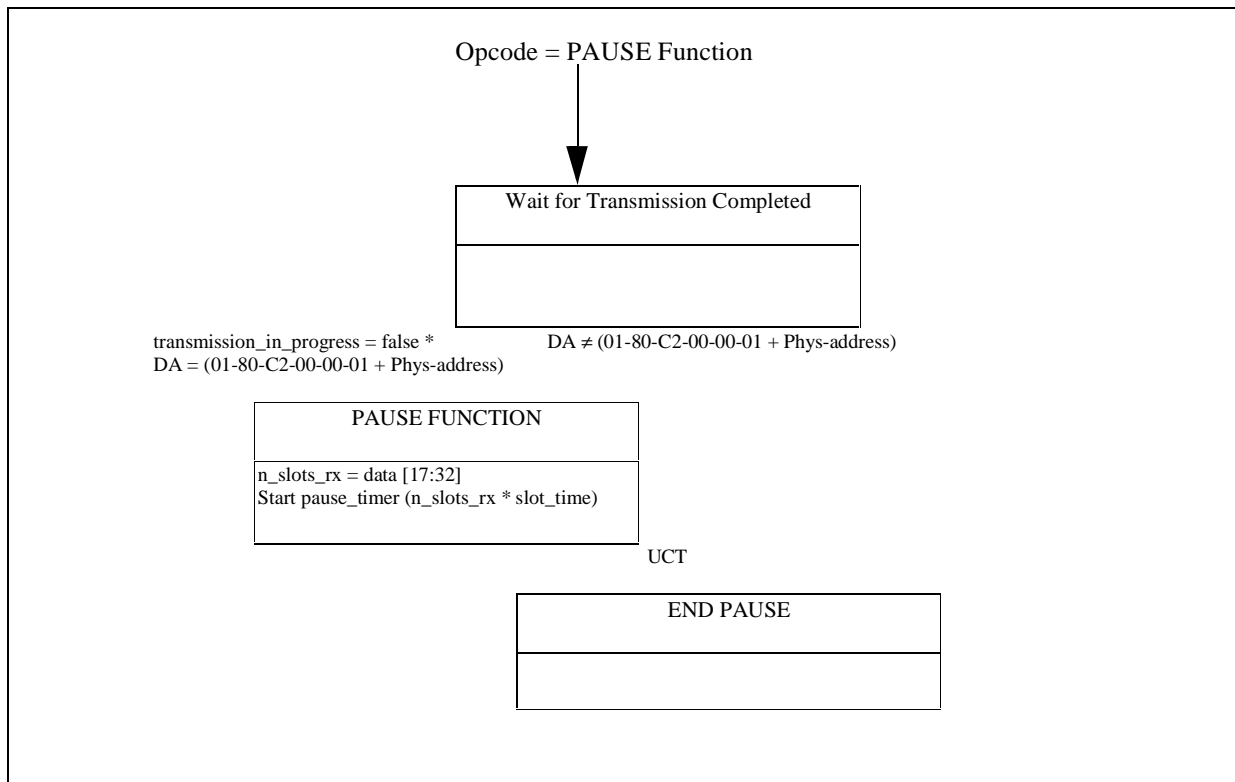 Opcode = PAUSE Function
Wait for Transmission Completed
transmission_in_progress = false *
DA = (01-80-C2-00-00-01 + Phys-address)
DA ≠ (01-80-C2-00-00-01 + Phys-address)
PAUSE FUNCTION
n_slots_rx = data [17:32]
Start pause_timer (n_slots_rx * slot_time)
UCT
END PAUSE